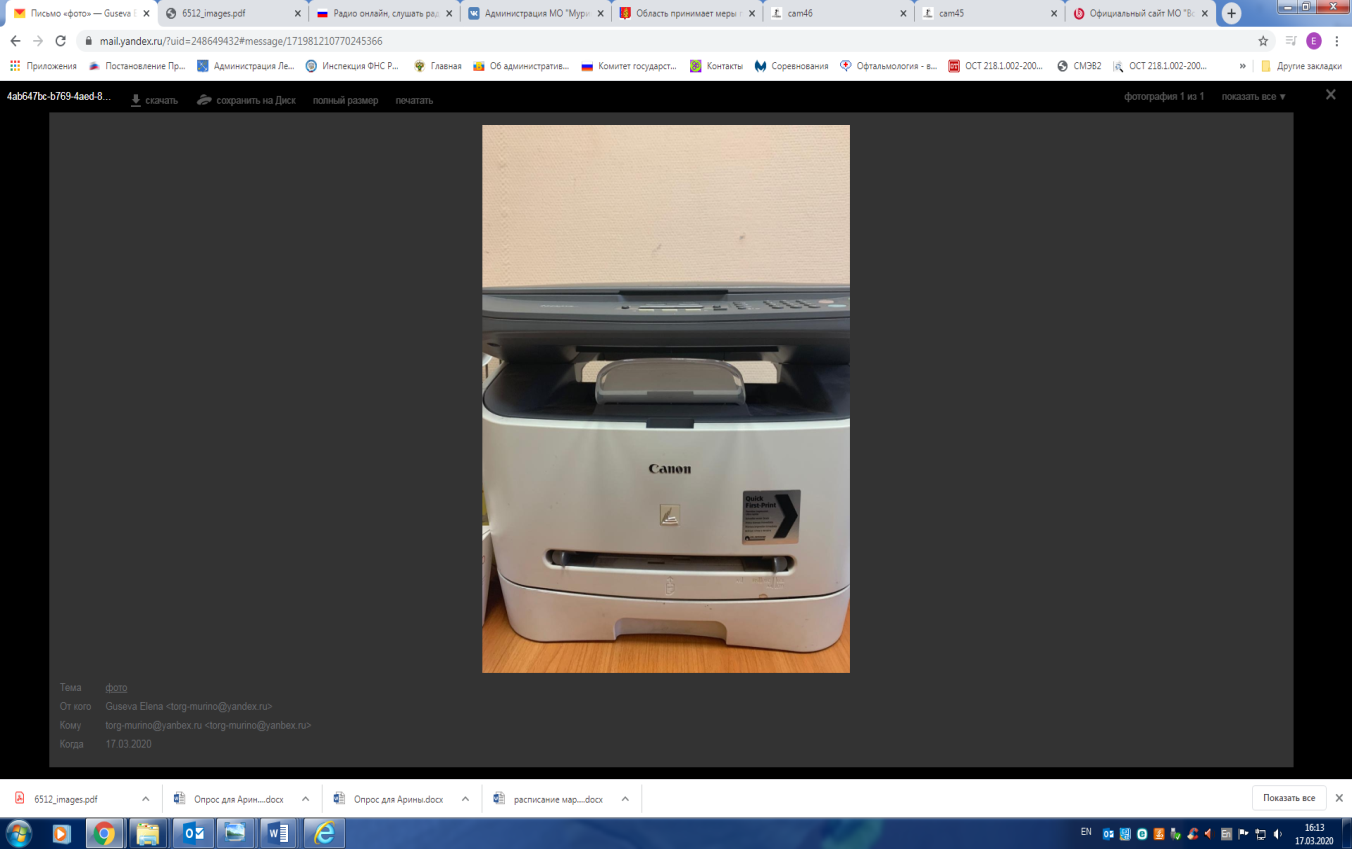 Письмо «фото» — Guseva E
6512_images.pdf
Радио онлайн, слушать рад
Администрация МО "Мури
Область принимает меры п
cam46
cam45
Официальный сайт МО "Вс
mail.yandex.ru/?uid=248649432#message/171981210770245366
E
Приложения
Постановление Пр...
Администрация Ле...
Инспекция ФНС Р...
Главная
Об административ...
Комитет государст...
Контакты
Соревнования
Офтальмология - в...
ОСТ 218.1.002-200...
СМЭВ2
ОСТ 218.1.002-200...
»
Другие закладки
4ab647bc-b769-4aed-8...
скачать
сохранить на Диск
полный размер
печатать
фотография 1 из 1
показать все ▾
Canon
Quick
First-Print
Тема фото
От кого Guseva Elena <torg-murino@yandex.ru>
Кому torg-murino@yanbex.ru <torg-murino@yanbex.ru>
Когда 17.03.2020
6512_images.pdf
Опрос для Арин....docx
Опрос для Арины.docx
расписание мар....docx
Показать все
EN
16:13
17.03.2020